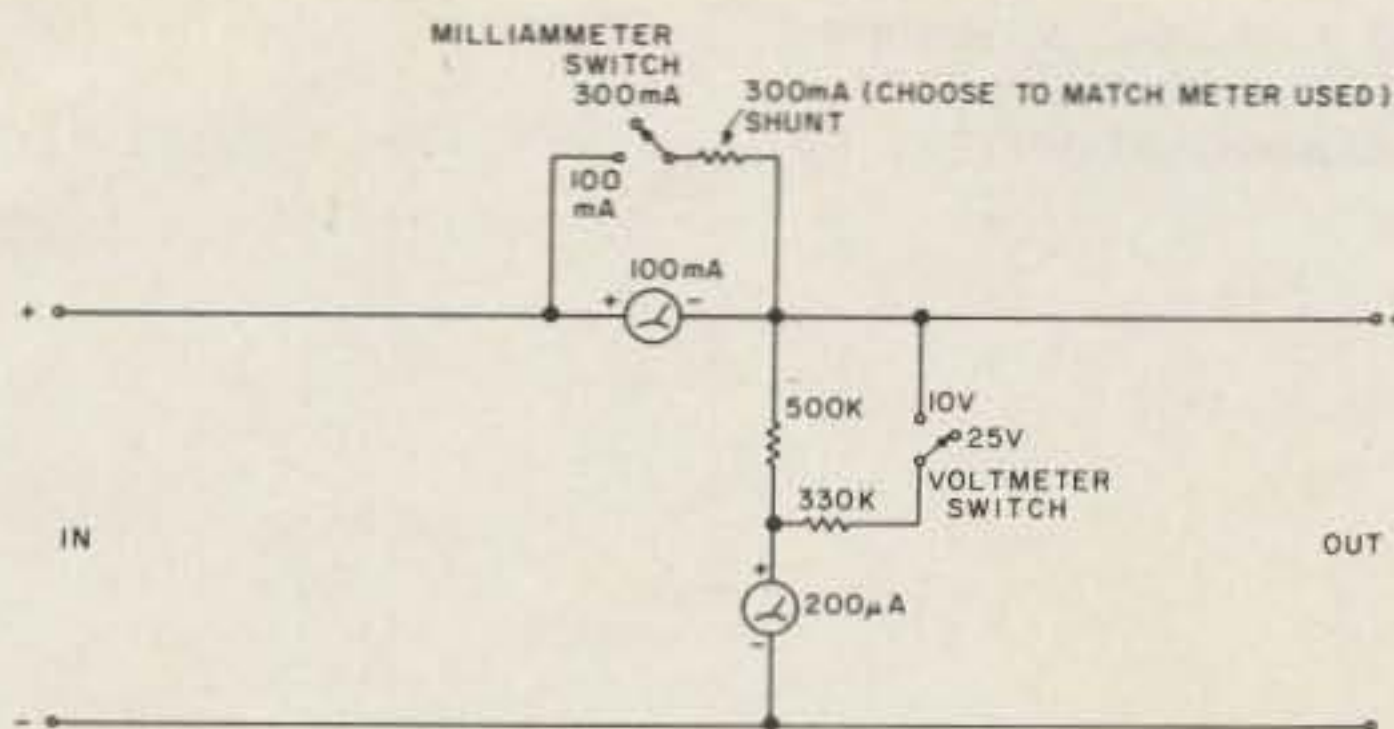 MILLIAMMETER
SWITCH
300mA
300mA (CHOOSE TO MATCH METER USED)
SHUNT
100
mA
100mA
+ -
+
500K
10V
25V
330K
VOLTMETER
SWITCH
IN
OUT
+
200µA
-
-